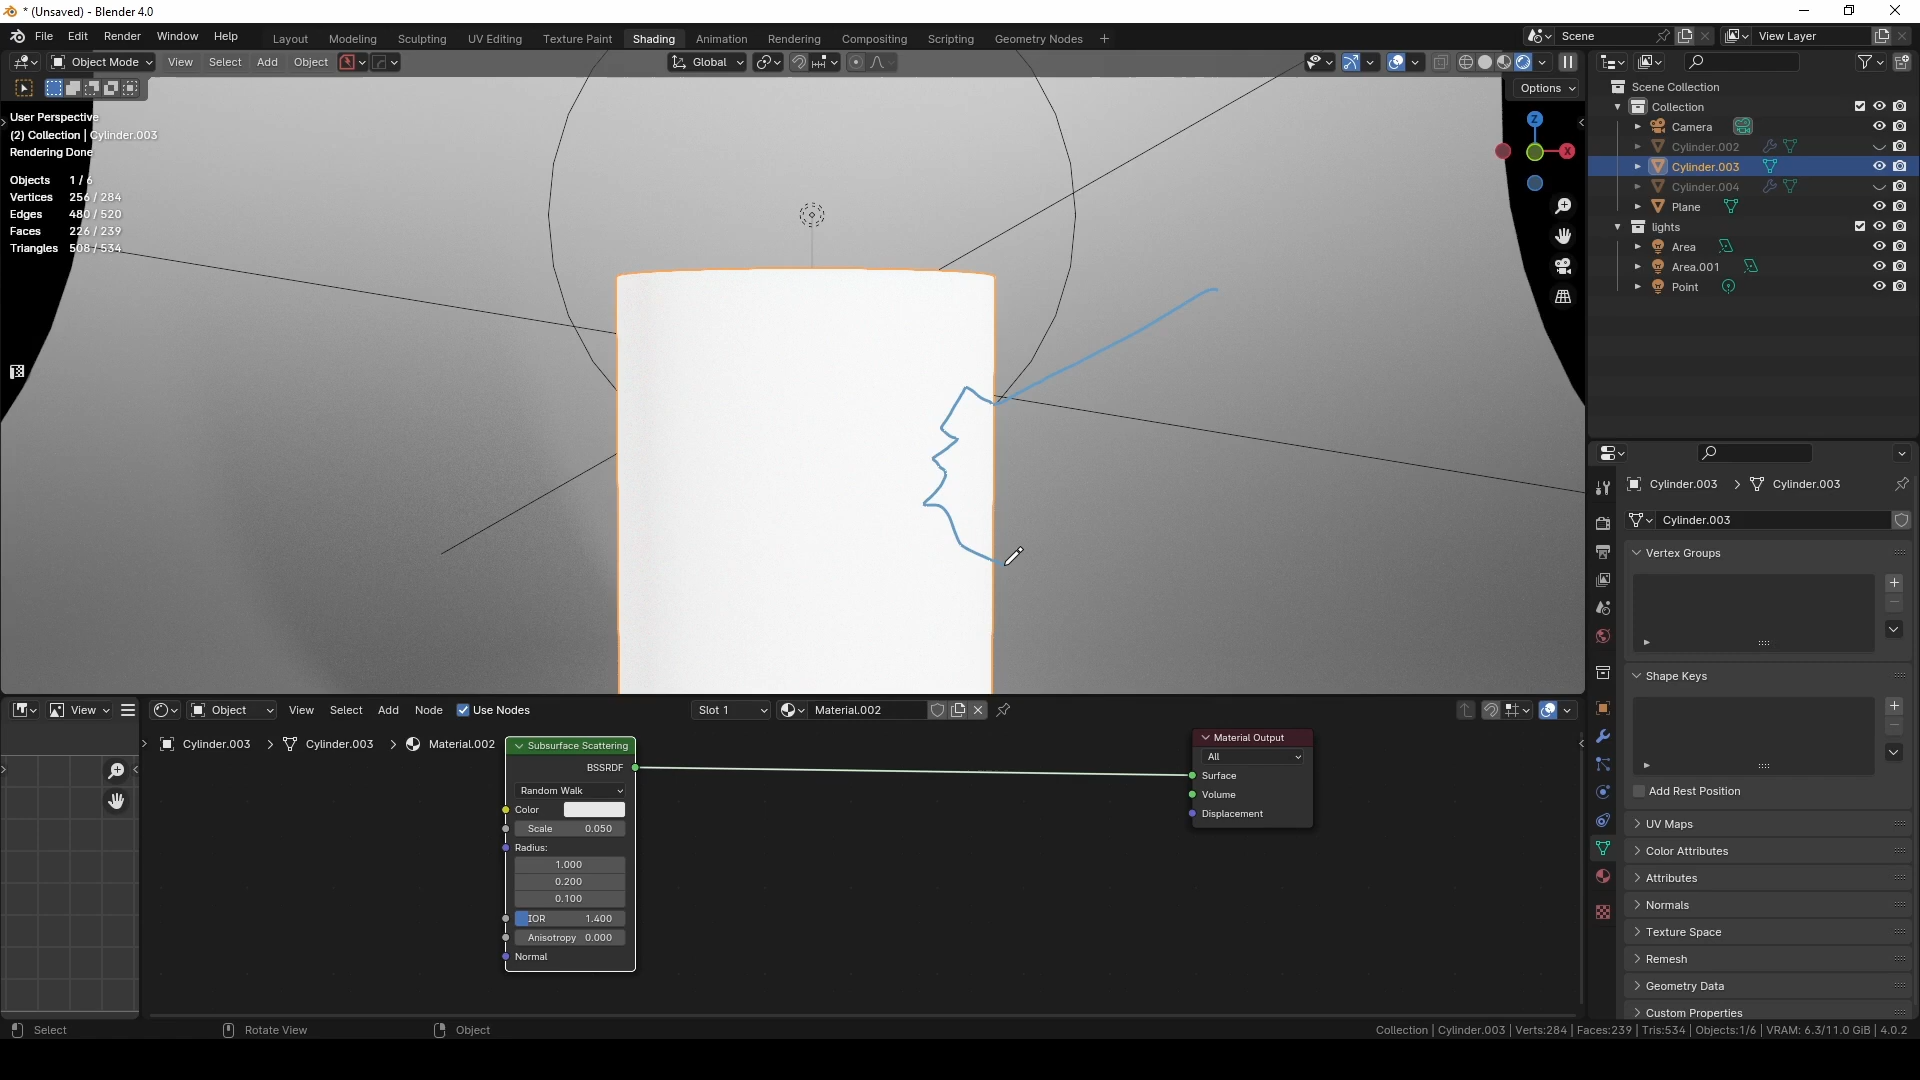 * (Unsaved) - Blender 4.0
File Edit Render Window Help Layout Modeling Sculpting UV Editing Texture Paint Shading Animation Rendering Compositing Scripting Geometry Nodes + Scene View Layer
Object Mode View Select Add Object Global
Options
User Perspective
(2) Collection | Cylinder.003
Rendering Done
Objects 1 / 6
Vertices 256 / 284
Edges 480 / 520
Faces 226 / 239
Triangles 508 / 534
Z
X
Scene Collection
Collection
Camera
Cylinder.002
Cylinder.003
Cylinder.004
Plane
lights
Area
Area.001
Point
Cylinder.003 > Cylinder.003
Cylinder.003
Vertex Groups
Shape Keys
Add Rest Position
UV Maps
Color Attributes
Attributes
Normals
Texture Space
Remesh
Geometry Data
Custom Properties
View Object View Select Add Node Use Nodes Slot 1 Material.002
Cylinder.003 > Cylinder.003 > Material.002
Subsurface Scattering
BSSRDF
Random Walk
Color
Scale 0.050
Radius:
1.000
0.200
0.100
IOR 1.400
Anisotropy 0.000
Normal
Material Output
All
Surface
Volume
Displacement
Select Rotate View Object Collection | Cylinder.003 | Verts:284 | Faces:239 | Tris:534 | Objects:1/6 | VRAM: 6.3/11.0 GiB | 4.0.2